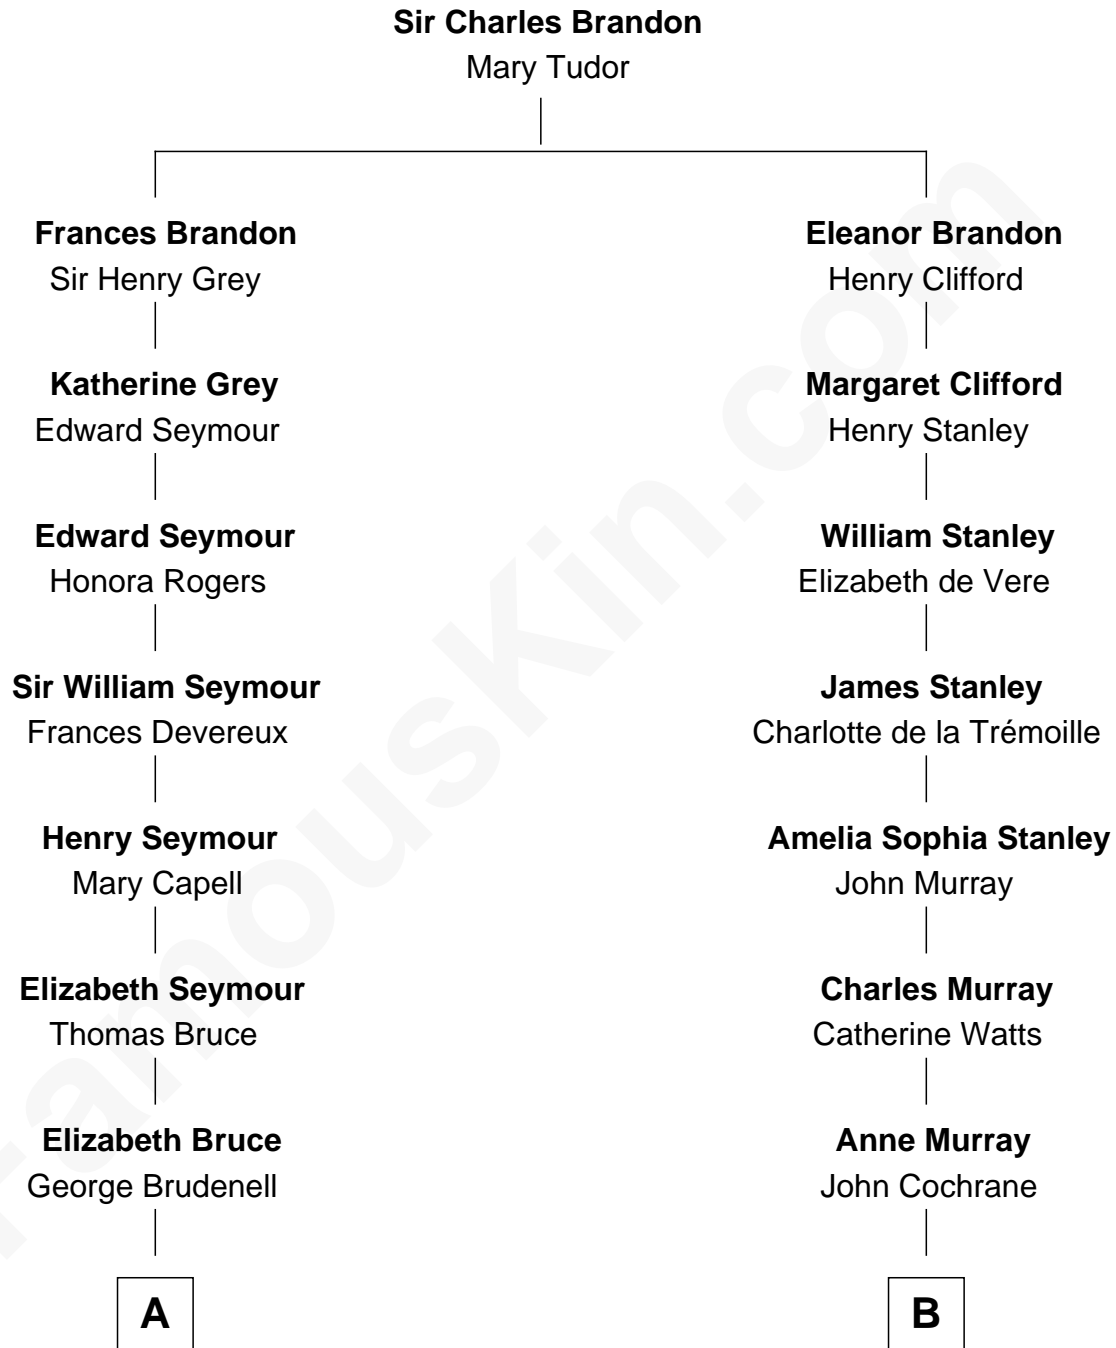 Sir Charles Brandon
Mary Tudor
Frances Brandon
Sir Henry Grey
Eleanor Brandon
Henry Clifford
Katherine Grey
Edward Seymour
Margaret Clifford
Henry Stanley
Edward Seymour
Honora Rogers
William Stanley
Elizabeth de Vere
Sir William Seymour
Frances Devereux
James Stanley
Charlotte de la Trémoille
Henry Seymour
Mary Capell
Amelia Sophia Stanley
John Murray
Elizabeth Seymour
Thomas Bruce
Charles Murray
Catherine Watts
Elizabeth Bruce
George Brudenell
Anne Murray
John Cochrane
A
B
FamousKin.com